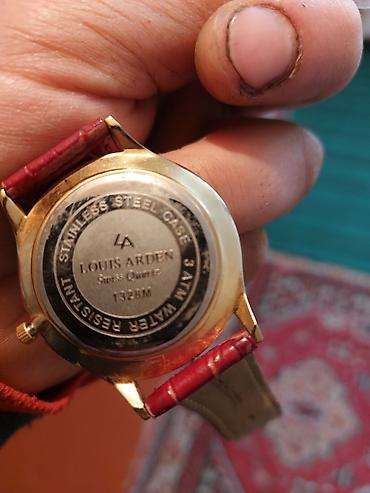 STAINLESS STEEL CASE 3 ATM WATER RESISTANT
LA
LOUIS ARDEN
Swiss Quartz
1328M